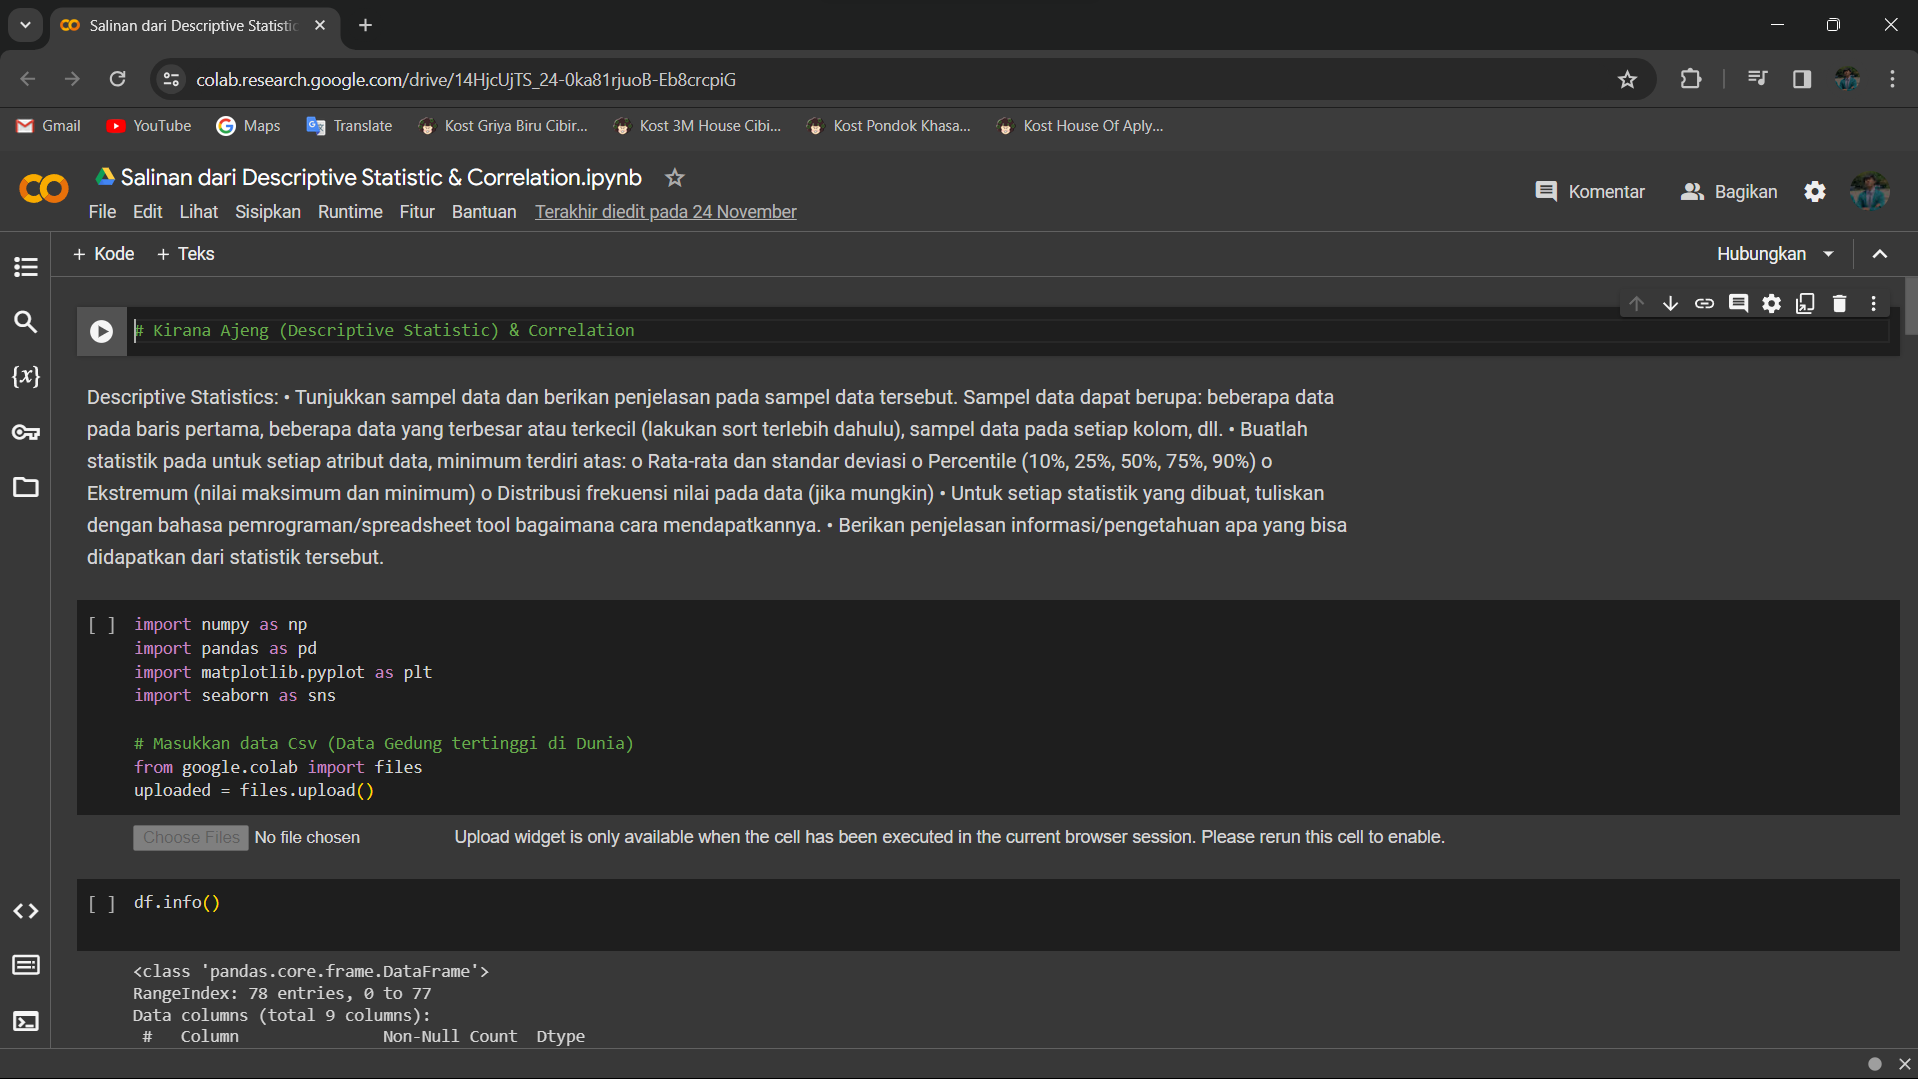 Salinan dari Descriptive Statistic
colab.research.google.com/drive/14HjcUjTS_24-0ka81rjuoB-Eb8crcpiG
Gmail YouTube Maps Translate Kost Griya Biru Cibir... Kost 3M House Cibi... Kost Pondok Khasa... Kost House Of Aply...
Salinan dari Descriptive Statistic & Correlation.ipynb
Komentar Bagikan
File Edit Lihat Sisipkan Runtime Fitur Bantuan Terakhir diedit pada 24 November
+ Kode + Teks Hubungkan
# Kirana Ajeng (Descriptive Statistic) & Correlation
Descriptive Statistics: • Tunjukkan sampel data dan berikan penjelasan pada sampel data tersebut. Sampel data dapat berupa: beberapa data
pada baris pertama, beberapa data yang terbesar atau terkecil (lakukan sort terlebih dahulu), sampel data pada setiap kolom, dll. • Buatlah
statistik pada untuk setiap atribut data, minimum terdiri atas: o Rata-rata dan standar deviasi o Percentile (10%, 25%, 50%, 75%, 90%) o
Ekstremum (nilai maksimum dan minimum) o Distribusi frekuensi nilai pada data (jika mungkin) • Untuk setiap statistik yang dibuat, tuliskan
dengan bahasa pemrograman/spreadsheet tool bagaimana cara mendapatkannya. • Berikan penjelasan informasi/pengetahuan apa yang bisa
didapatkan dari statistik tersebut.
[ ] import numpy as np
import pandas as pd
import matplotlib.pyplot as plt
import seaborn as sns
# Masukkan data Csv (Data Gedung tertinggi di Dunia)
from google.colab import files
uploaded = files.upload()
Choose Files No file chosen Upload widget is only available when the cell has been executed in the current browser session. Please rerun this cell to enable.
[ ] df.info()
<class 'pandas.core.frame.DataFrame'>
RangeIndex: 78 entries, 0 to 77
Data columns (total 9 columns):
# Column Non-Null Count Dtype